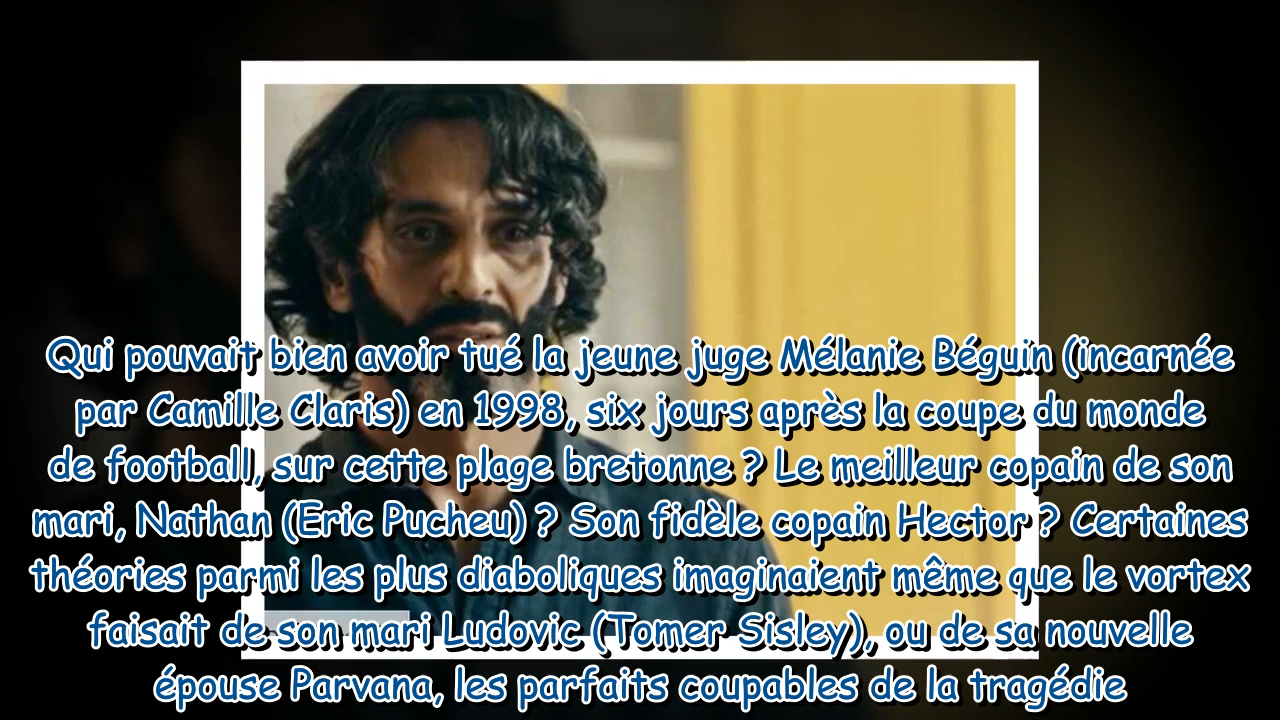 Qui pouvait bien avoir tué la jeune juge Mélanie Béguin (incarnée
par Camille Claris) en 1998, six jours après la coupe du monde
de football, sur cette plage bretonne ? Le meilleur copain de son
mari, Nathan (Eric Pucheu) ? Son fidèle copain Hector ? Certaines
théories parmi les plus diaboliques imaginaient même que le vortex
faisait de son mari Ludovic (Tomer Sisley), ou de sa nouvelle
épouse Parvana, les parfaits coupables de la tragédie